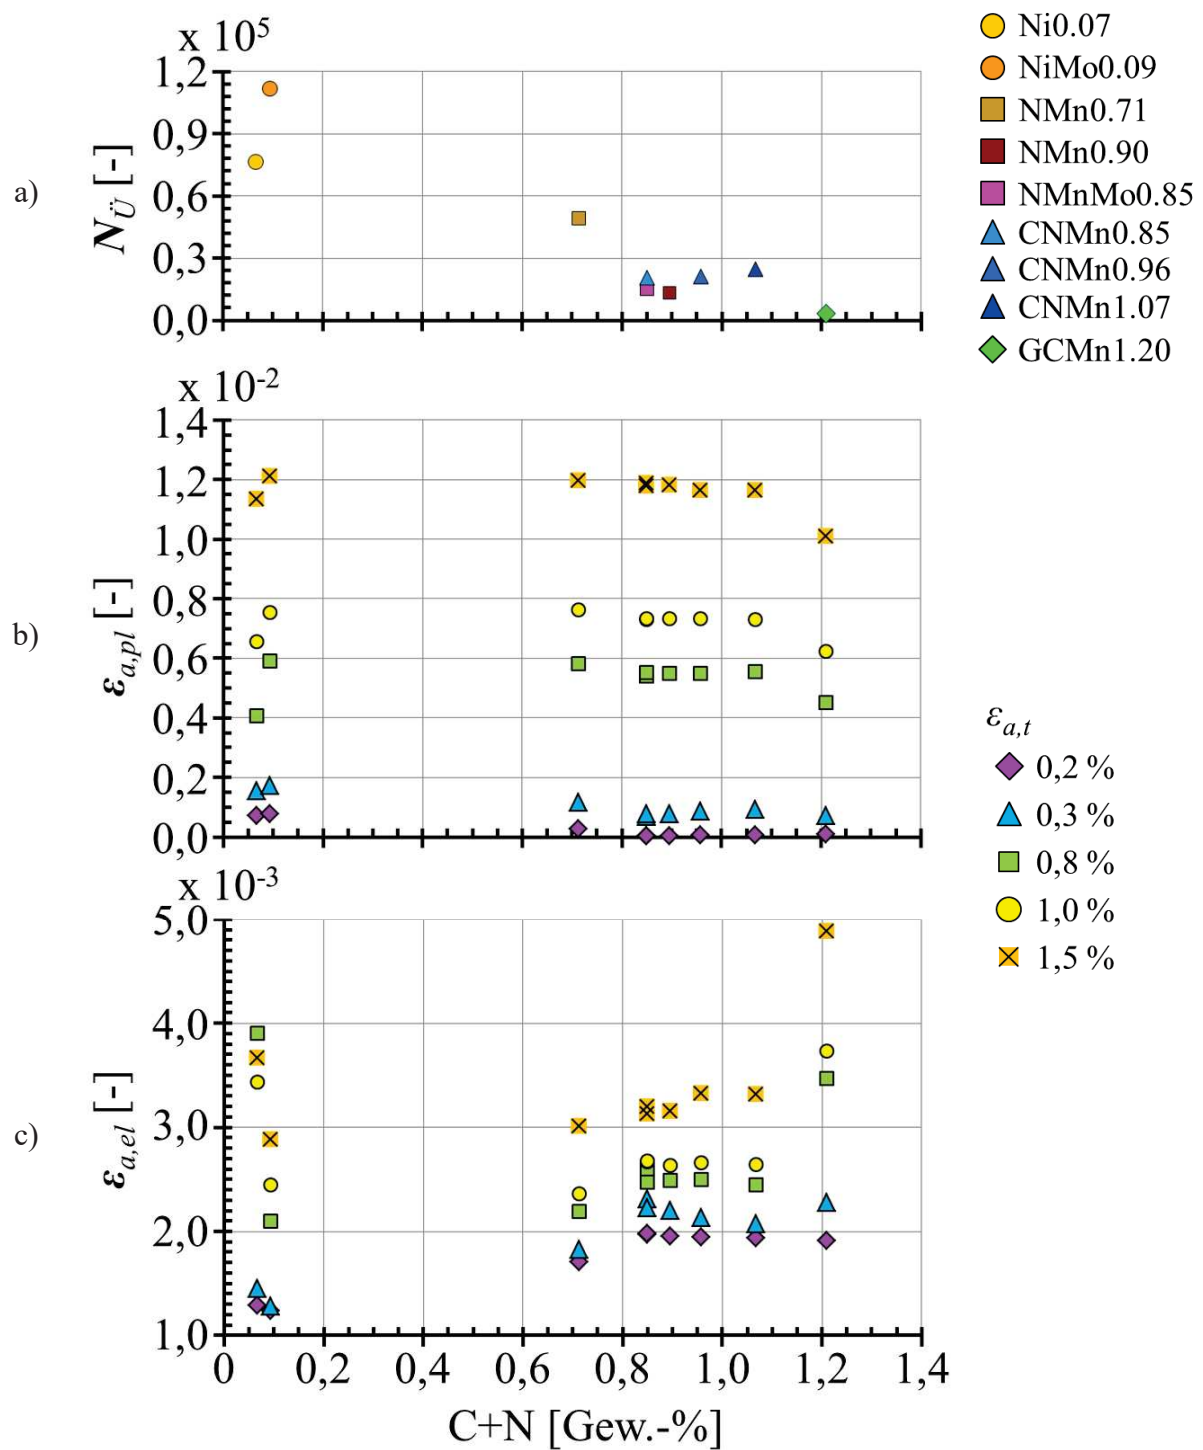 x 10⁵
1,2
0,9
0,6
0,3
0,0
N_Ü [-]
a)
Ni0.07
NiMo0.09
NMn0.71
NMn0.90
NMnMo0.85
CNMn0.85
CNMn0.96
CNMn1.07
GCMn1.20
x 10⁻²
1,4
1,2
1,0
0,8
0,6
0,4
0,2
0,0
ε_a,pl [-]
b)
ε_a,t
0,2 %
0,3 %
0,8 %
1,0 %
1,5 %
x 10⁻³
5,0
4,0
3,0
2,0
1,0
ε_a,el [-]
c)
0 0,2 0,4 0,6 0,8 1,0 1,2 1,4
C+N [Gew.-%]